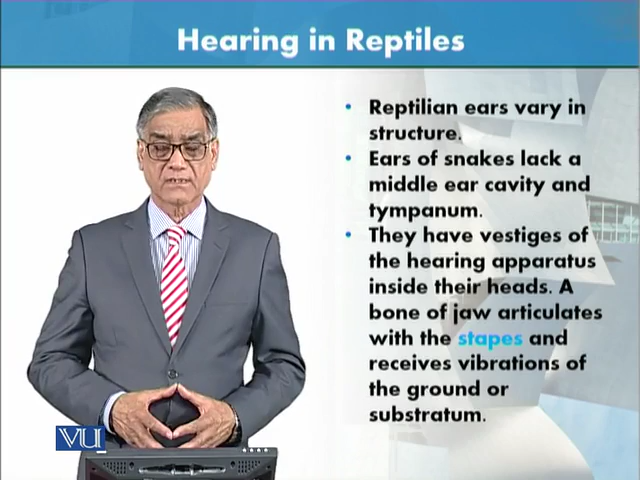 Hearing in Reptiles
• Reptilian ears vary in
structure.
• Ears of snakes lack a
middle ear cavity and
tympanum.
• They have vestiges of
the hearing apparatus
inside their heads. A
bone of jaw articulates
with the stapes and
receives vibrations of
the ground or
substratum.
VU